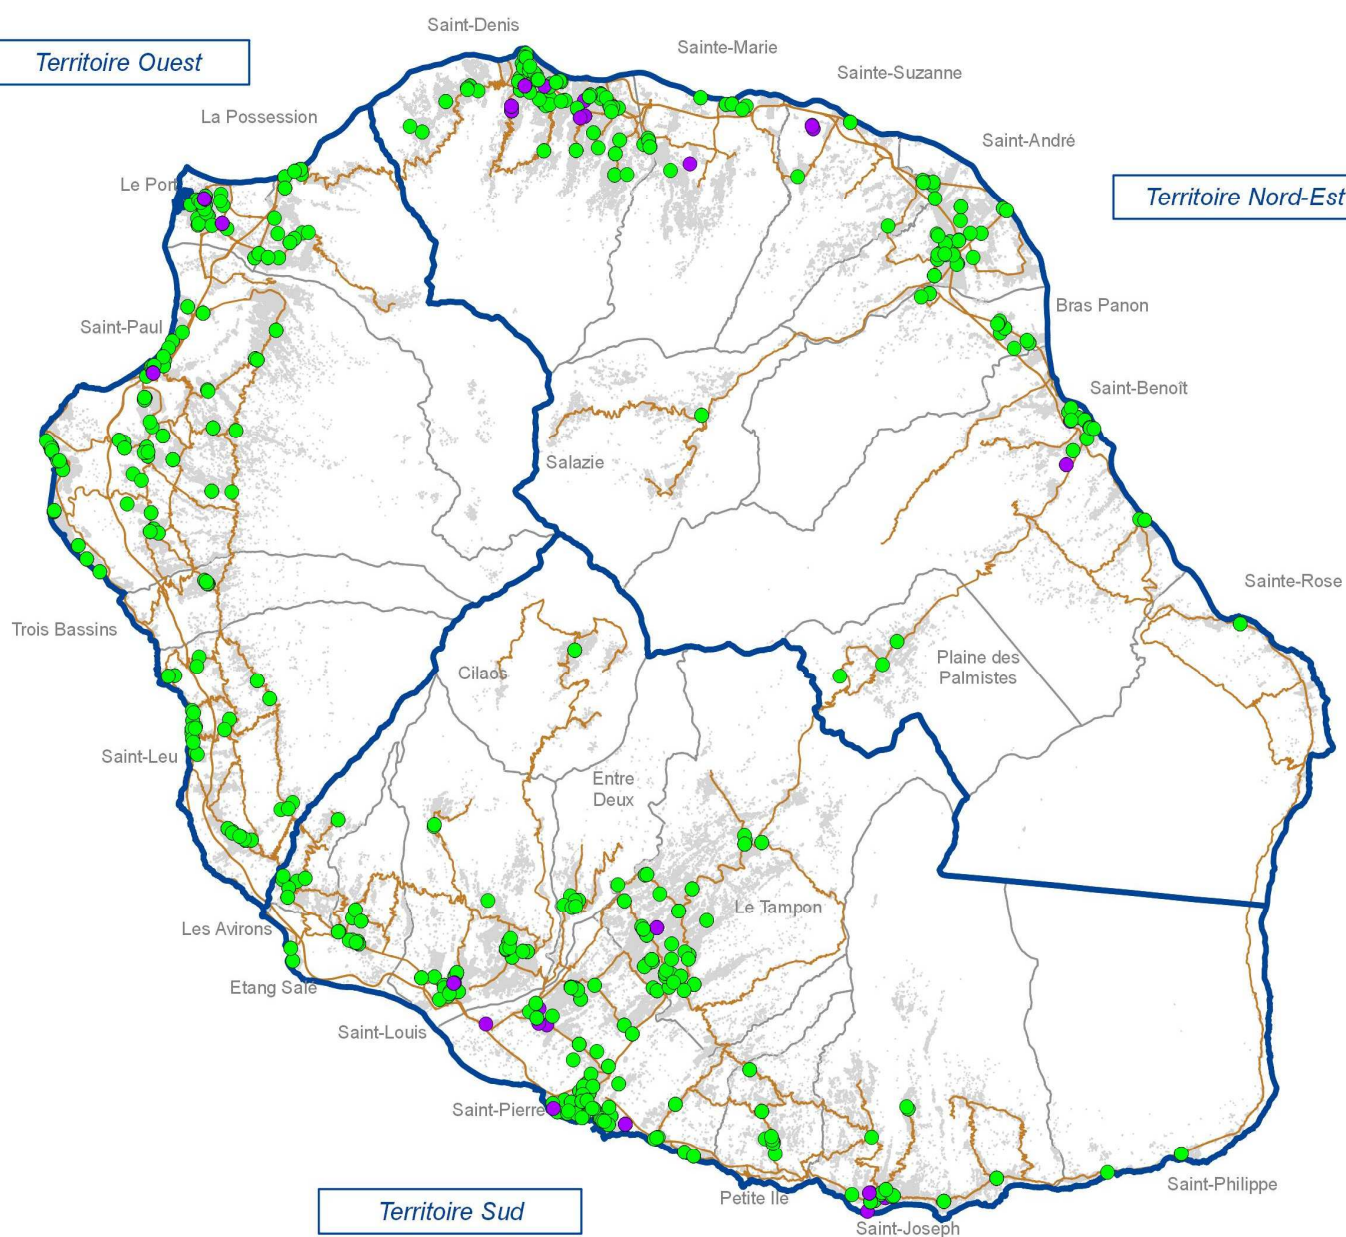 Saint-Denis
Territoire Ouest
Sainte-Marie
Sainte-Suzanne
La Possession
Saint-André
Le Port
Territoire Nord-Est
Bras Panon
Saint-Paul
Saint-Benoît
Salazie
Sainte-Rose
Trois Bassins
Plaine des
Palmistes
Cilaos
Saint-Leu
Entre
Deux
Le Tampon
Les Avirons
Etang Salé
Saint-Louis
Saint-Pierre
Saint-Philippe
Petite Ile
Territoire Sud
Saint-Joseph